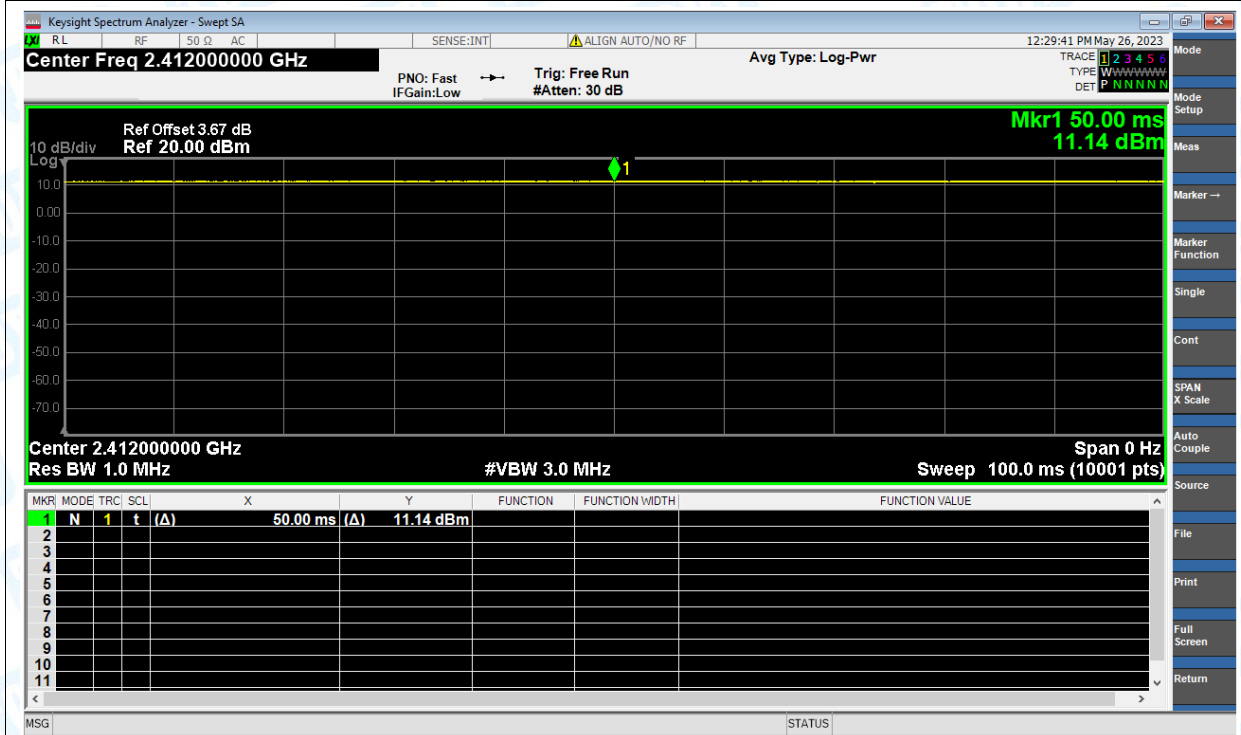 Keysight Spectrum Analyzer - Swept SA
LXI RL RF 50 Ω AC SENSE:INT ALIGN AUTO/NO RF 12:29:41 PM May 26, 2023
Center Freq 2.412000000 GHz
PNO: Fast
IFGain:Low
Trig: Free Run
#Atten: 30 dB
Avg Type: Log-Pwr
TRACE 1 2 3 4 5 6
TYPE WWWWWW
DET P N N N N N
Ref Offset 3.67 dB
10 dB/div Ref 20.00 dBm
Log
Mkr1 50.00 ms
11.14 dBm
1
10.0
0.00
-10.0
-20.0
-30.0
-40.0
-50.0
-60.0
-70.0
Center 2.412000000 GHz Span 0 Hz
Res BW 1.0 MHz #VBW 3.0 MHz Sweep 100.0 ms (10001 pts)
MKR MODE TRC SCL X Y FUNCTION FUNCTION WIDTH FUNCTION VALUE
1 N 1 t (Δ) 50.00 ms (Δ) 11.14 dBm
2
3
4
5
6
7
8
9
10
11
MSG STATUS
Mode
Mode
Setup
Meas
Marker →
Marker
Function
Single
Cont
SPAN
X Scale
Auto
Couple
Source
File
Print
Full
Screen
Return